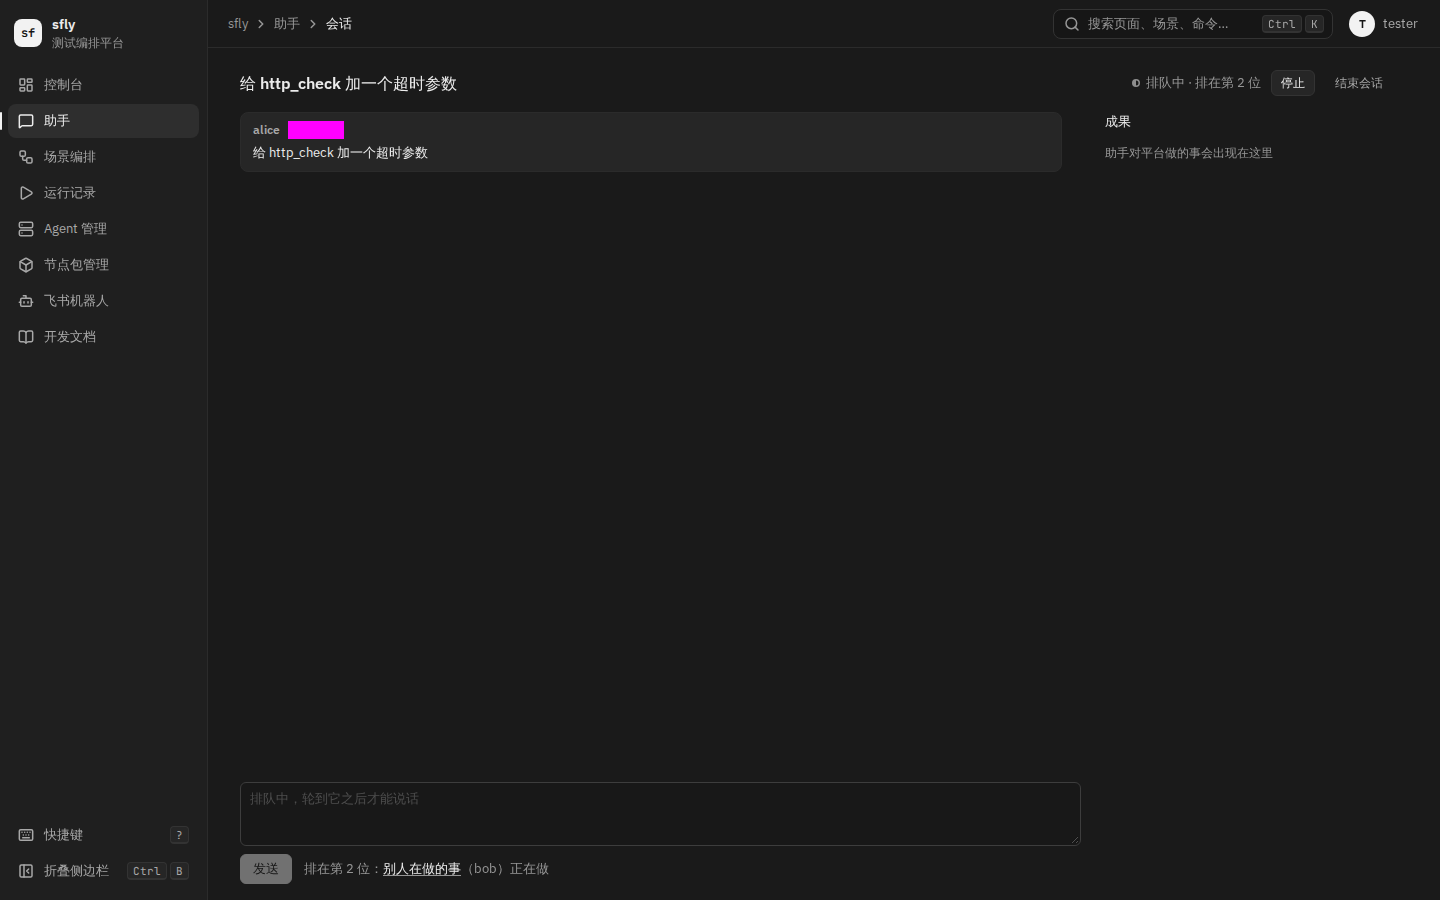 sf
sfly
测试编排平台
控制台
助手
场景编排
运行记录
Agent 管理
节点包管理
飞书机器人
开发文档
快捷键 ?
折叠侧边栏 Ctrl B
sfly > 助手 > 会话
搜索页面、场景、命令... Ctrl K
T tester
给 http_check 加一个超时参数
排队中 · 排在第 2 位 停止 结束会话
alice
给 http_check 加一个超时参数
成果
助手对平台做的事会出现在这里
排队中，轮到它之后才能说话
发送 排在第 2 位：别人在做的事（bob）正在做